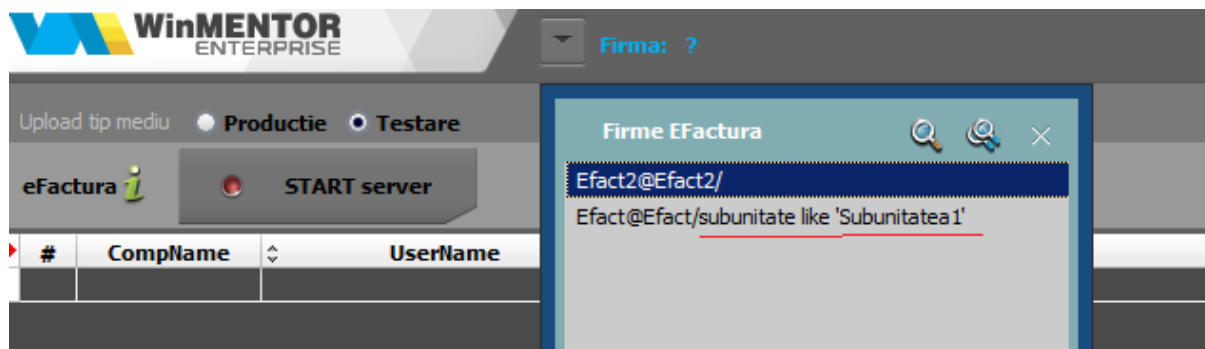 WinMENTOR
ENTERPRISE
Firma: ?
Upload tip mediu Productie Testare
Firme EFactura
eFactura i START server
Efact2@Efact2/
Efact@Efact/subunitate like 'Subunitatea1'
# CompName UserName